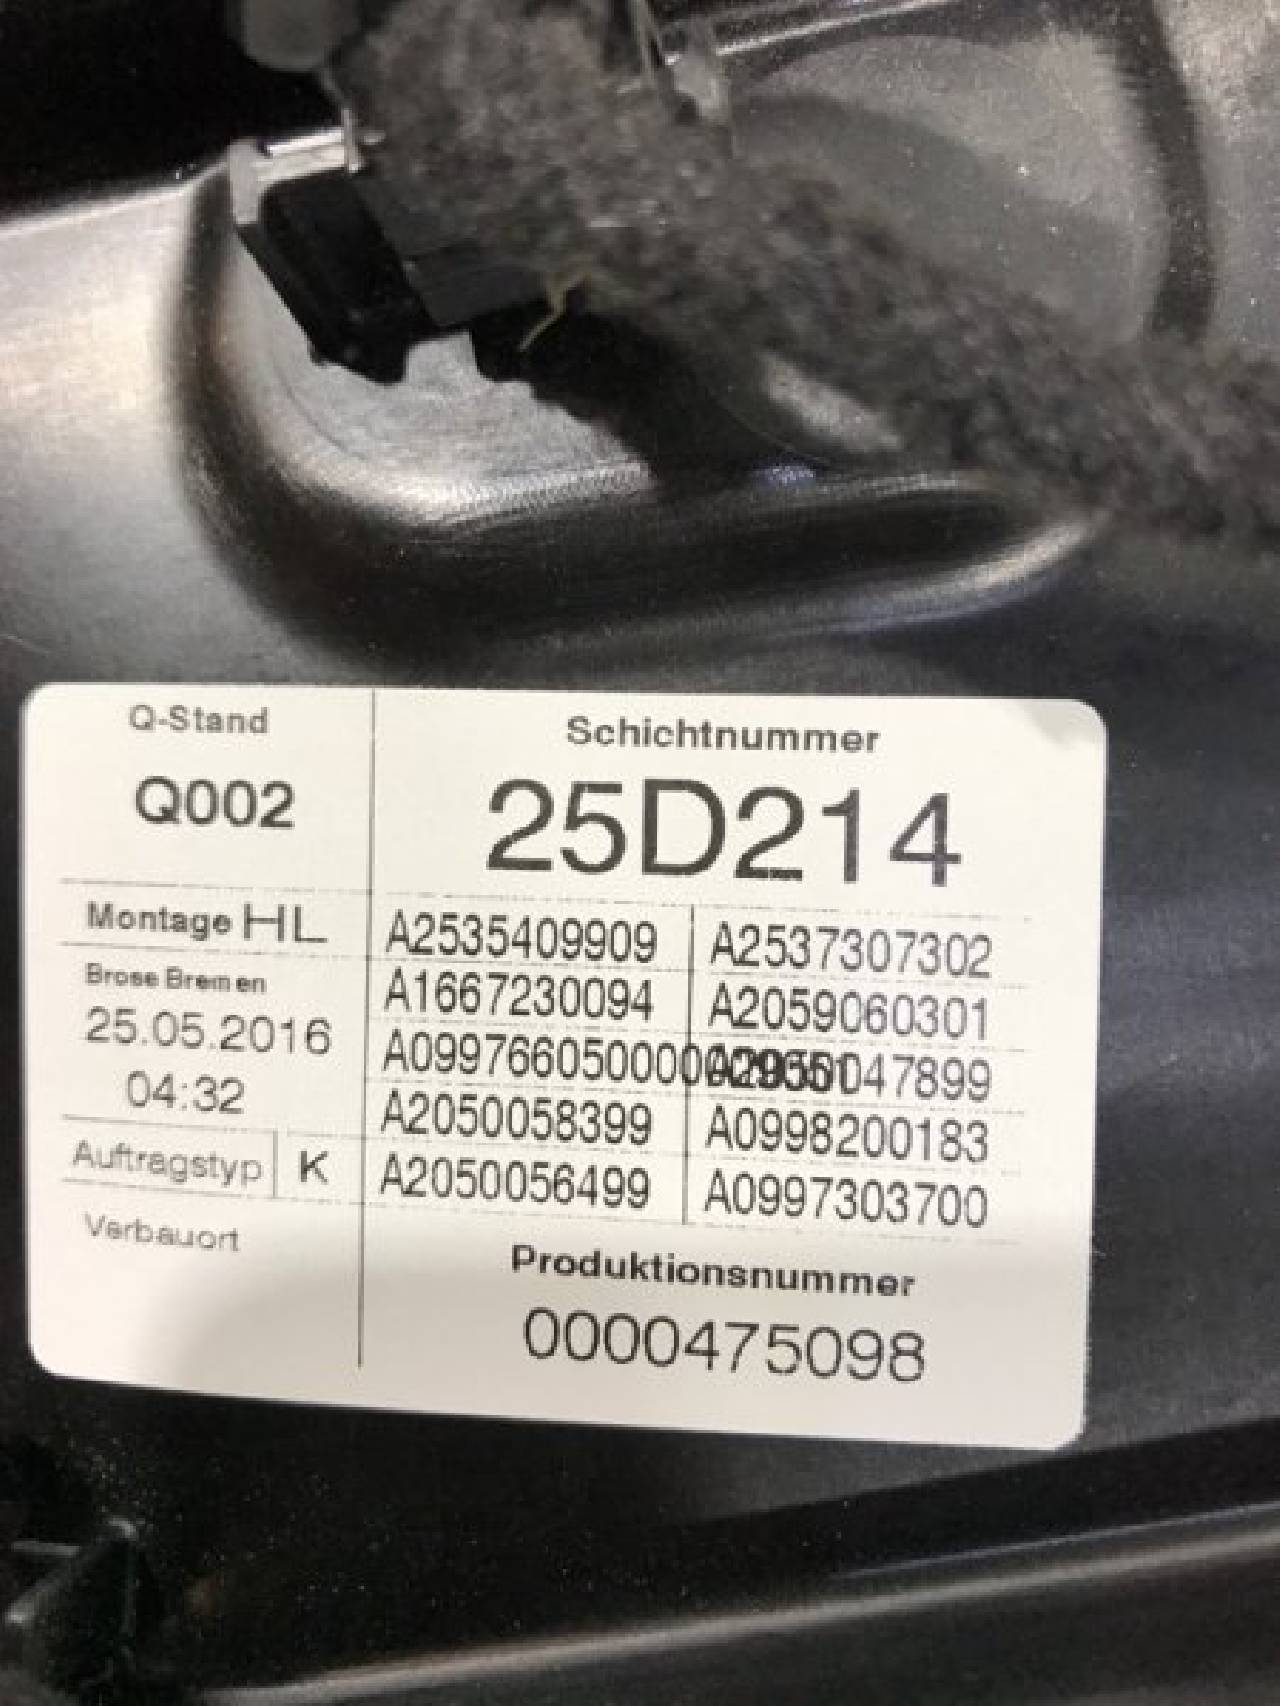 Q-Stand
Q002
Schichtnummer
25D214
Montage HL
Brose Bremen
25.05.2016
04:32
Auftragstyp K
Verbauort
A2535409909 A2537307302
A1667230094 A2059060301
A2050058399 A0998200183
A2050056499 A0997303700
Produktionsnummer
0000475098